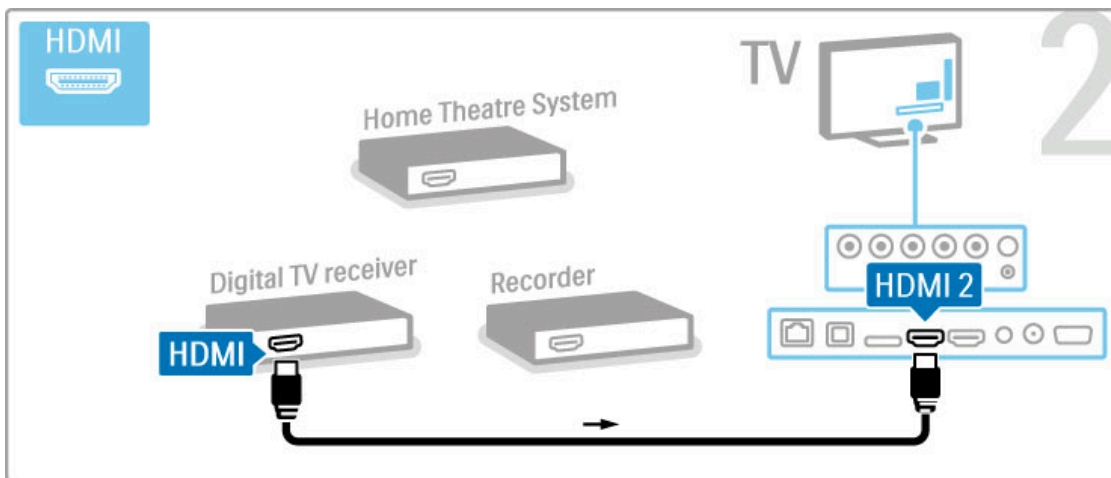 HDMI
TV
2
Home Theatre System
Digital TV receiver
Recorder
HDMI 2
HDMI